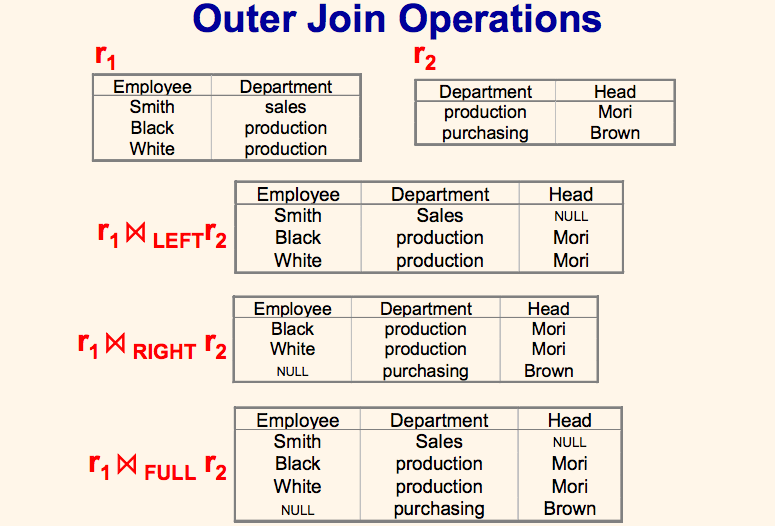 Outer Join Operations
r1 r2
Employee Department
Smith sales
Black production
White production
Department Head
production Mori
purchasing Brown
r1 ⋈ LEFT r2
Employee Department Head
Smith Sales NULL
Black production Mori
White production Mori
r1 ⋈ RIGHT r2
Employee Department Head
Black production Mori
White production Mori
NULL purchasing Brown
r1 ⋈ FULL r2
Employee Department Head
Smith Sales NULL
Black production Mori
White production Mori
NULL purchasing Brown